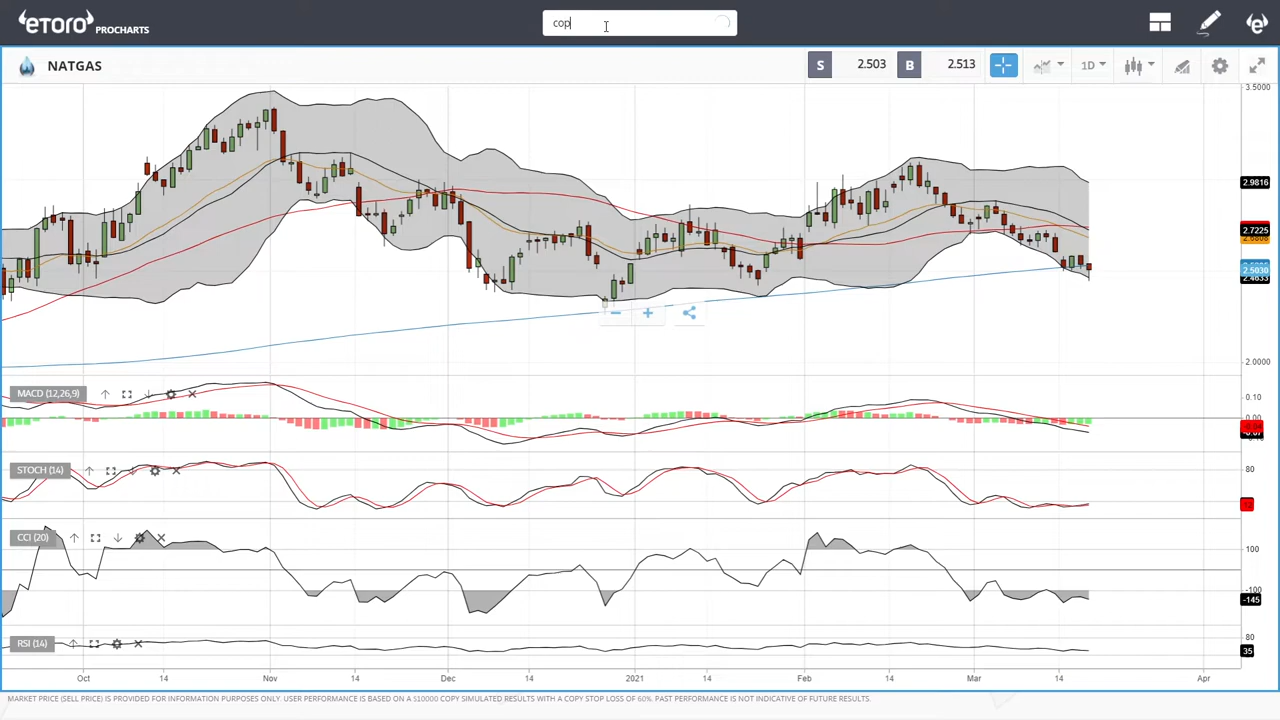 etoro PROCHARTS
cop
NATGAS
S 2.503 B 2.513
1D
3.5000
2.9816
2.7225
2.5030
2.0000
MACD (12,26,9)
0.10
0.00
STOCH (14)
80
CCI (20)
100
-100
-145
RSI (14)
80
35
Oct 14 Nov 14 Dec 14 2021 14 Feb 14 Mar 14 Apr
MARKET PRICE (SELL PRICE) IS PROVIDED FOR INFORMATION PURPOSES ONLY. USER PERFORMANCE IS BASED ON A $10000 COPY SIMULATED RESULTS WITH A COPY STOP LOSS OF 60%. PAST PERFORMANCE IS NOT INDICATIVE OF FUTURE RESULTS.